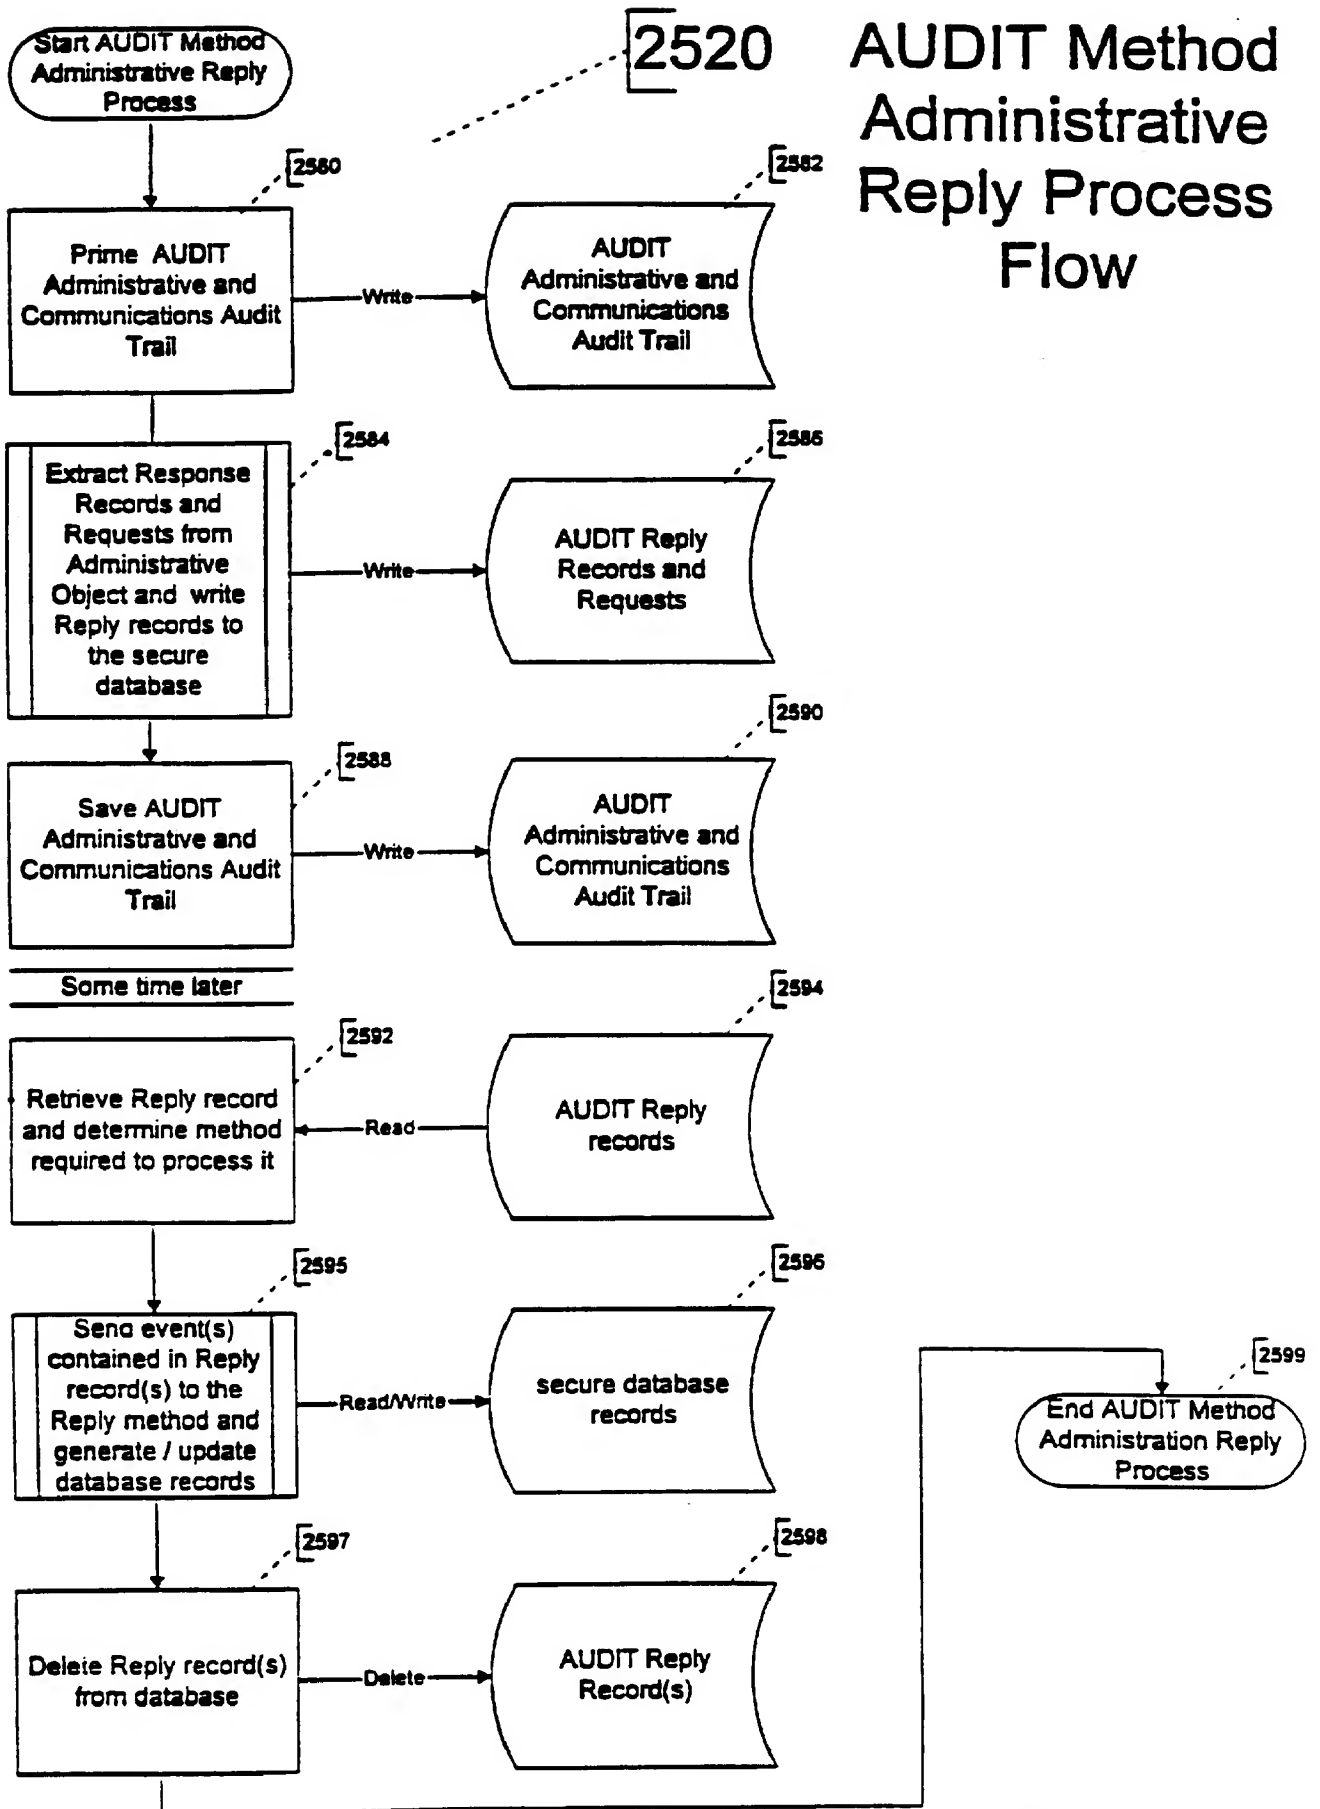 2520
AUDIT Method
Administrative
Reply Process
Flow
Start AUDIT Method
Administrative Reply
Process
2580
Prime AUDIT
Administrative and
Communications Audit
Trail
Write
2582
AUDIT
Administrative and
Communications
Audit Trail
2584
Extract Response
Records and
Requests from
Administrative
Object and write
Reply records to
the secure
database
Write
2586
AUDIT Reply
Records and
Requests
2588
Save AUDIT
Administrative and
Communications Audit
Trail
Write
2590
AUDIT
Administrative and
Communications
Audit Trail
Some time later
2592
Retrieve Reply record
and determine method
required to process it
Read
2594
AUDIT Reply
records
2595
Send event(s)
contained in Reply
record(s) to the
Reply method and
generate / update
database records
Read/Write
2596
secure database
records
2597
Delete Reply record(s)
from database
Delete
2598
AUDIT Reply
Record(s)
2599
End AUDIT Method
Administration Reply
Process